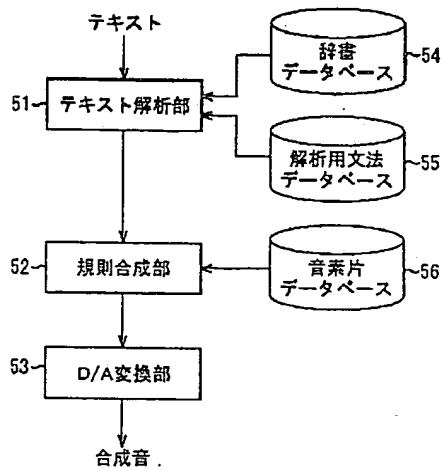 テキスト
辞書
データベース
54
51
テキスト解析部
解析用文法
データベース
55
52
規則合成部
音素片
データベース
56
53
D/A変換部
合成音